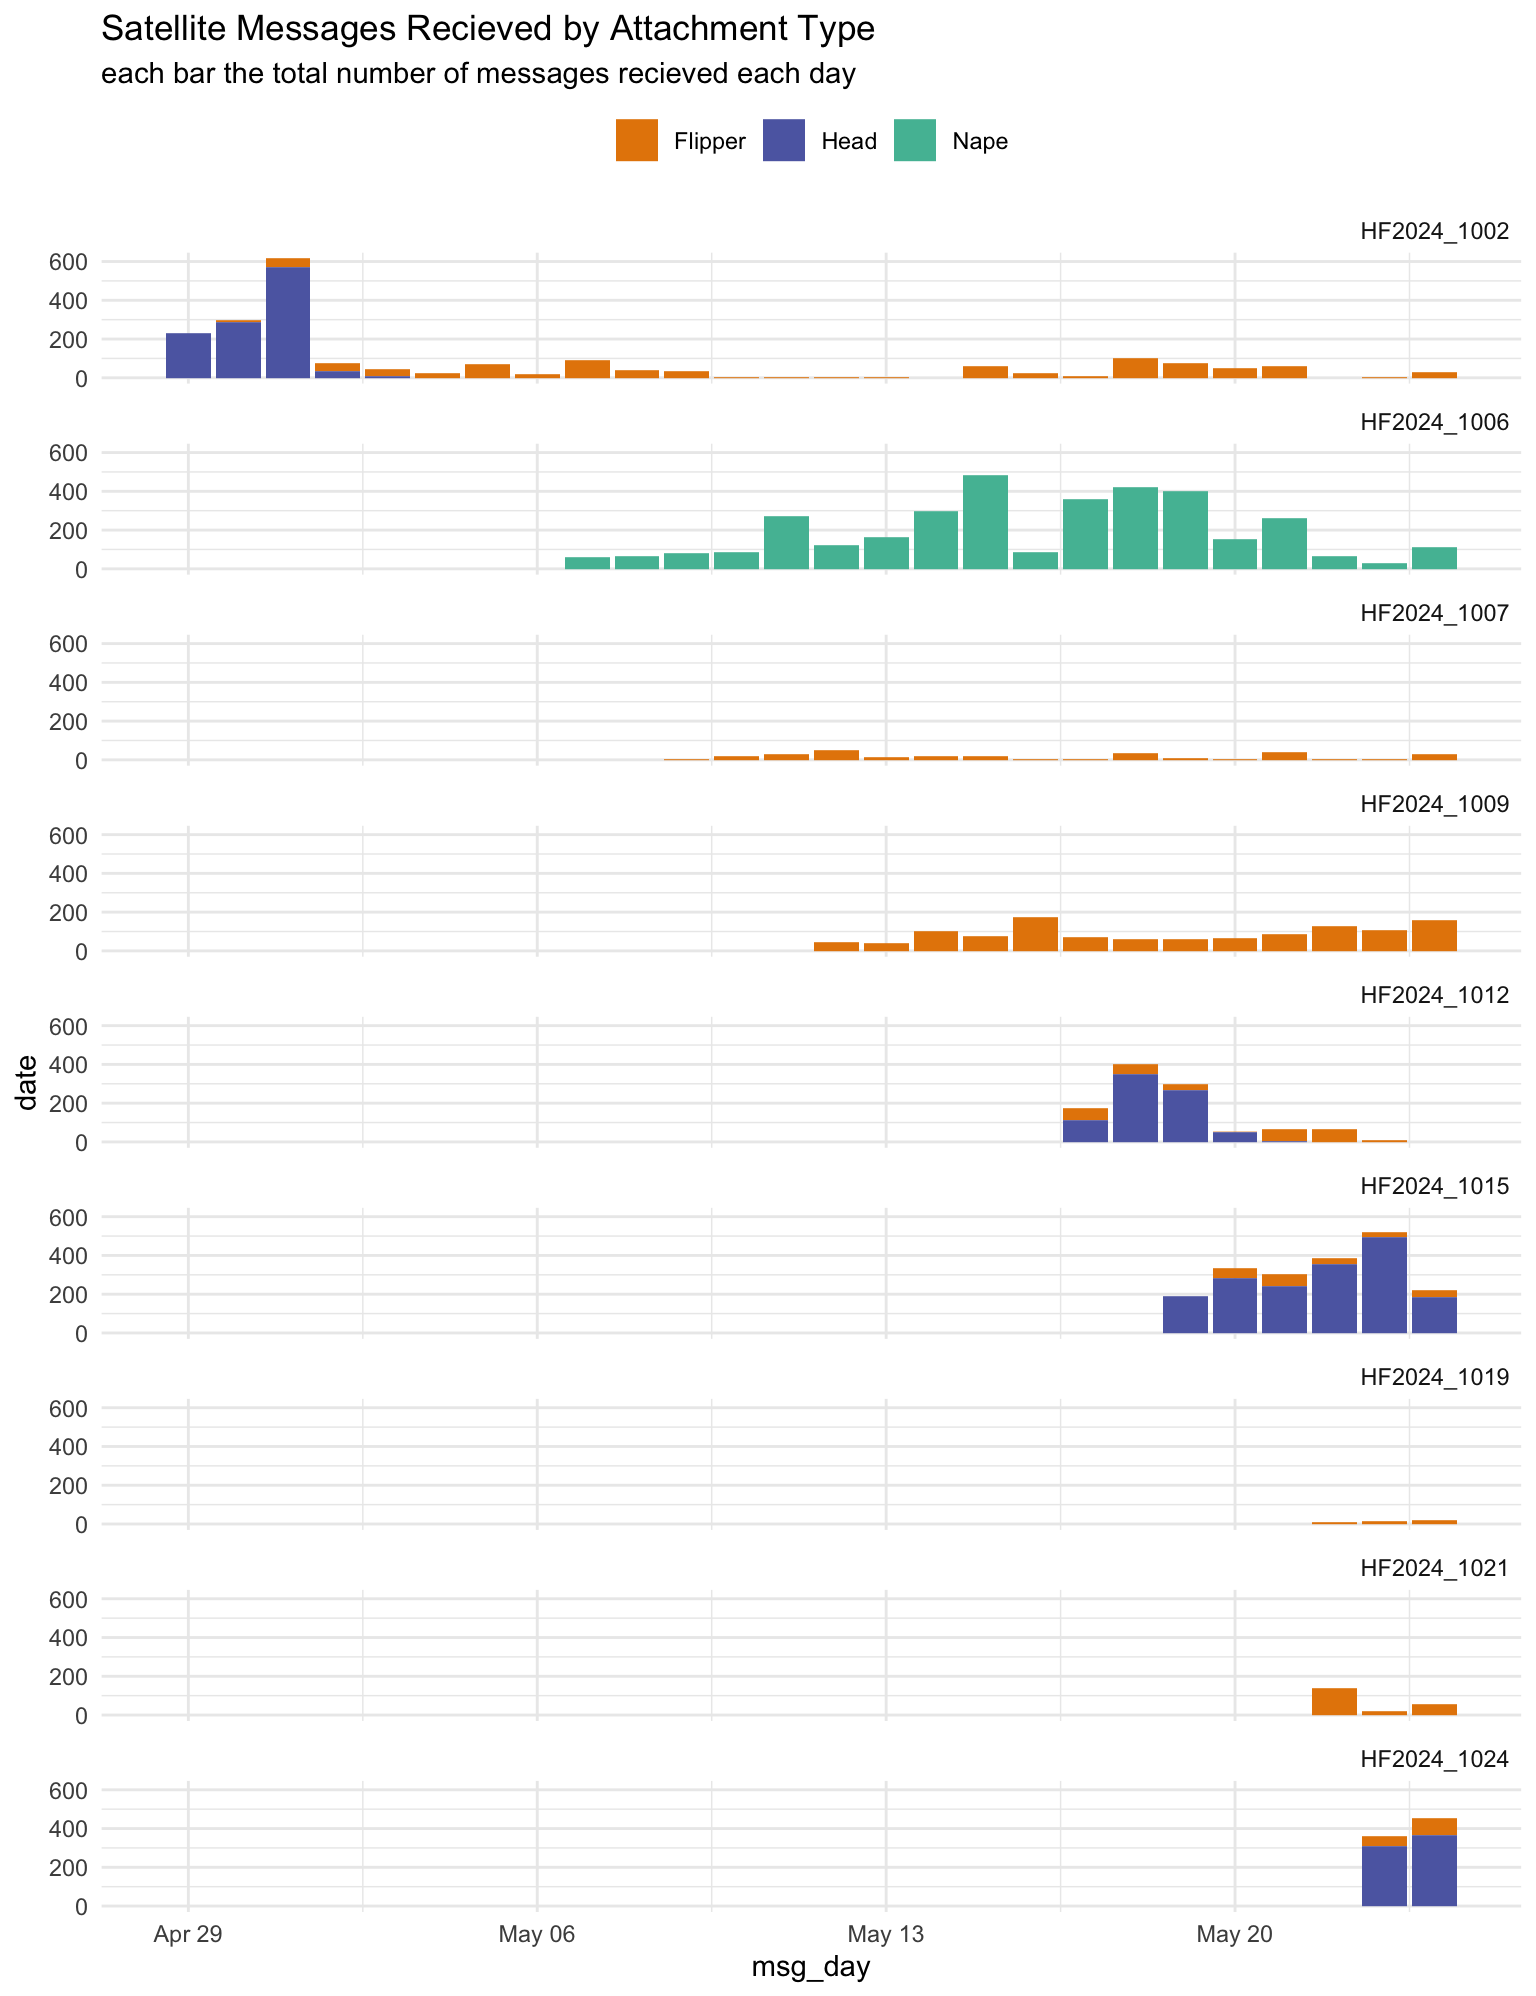 Satellite Messages Recieved by Attachment Type
each bar the total number of messages recieved each day
Flipper Head Nape
HF2024_1002
600
400
200
0
HF2024_1006
600
400
200
0
HF2024_1007
600
400
200
0
HF2024_1009
600
400
200
0
HF2024_1012
600
400
200
0
date
HF2024_1015
600
400
200
0
HF2024_1019
600
400
200
0
HF2024_1021
600
400
200
0
HF2024_1024
600
400
200
0
Apr 29 May 06 May 13 May 20
msg_day